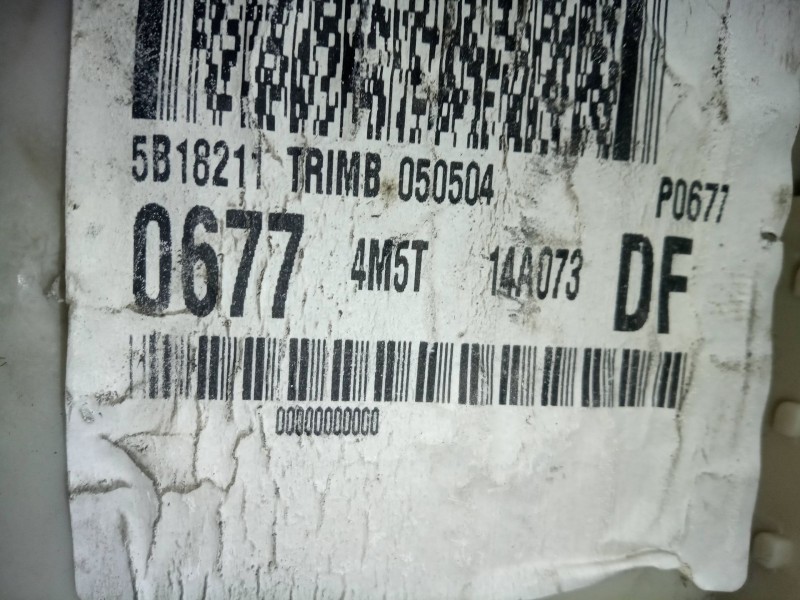 5B18211 TRIMB 050504
P0677
0677 4M5T 14A073 DF
00000000000